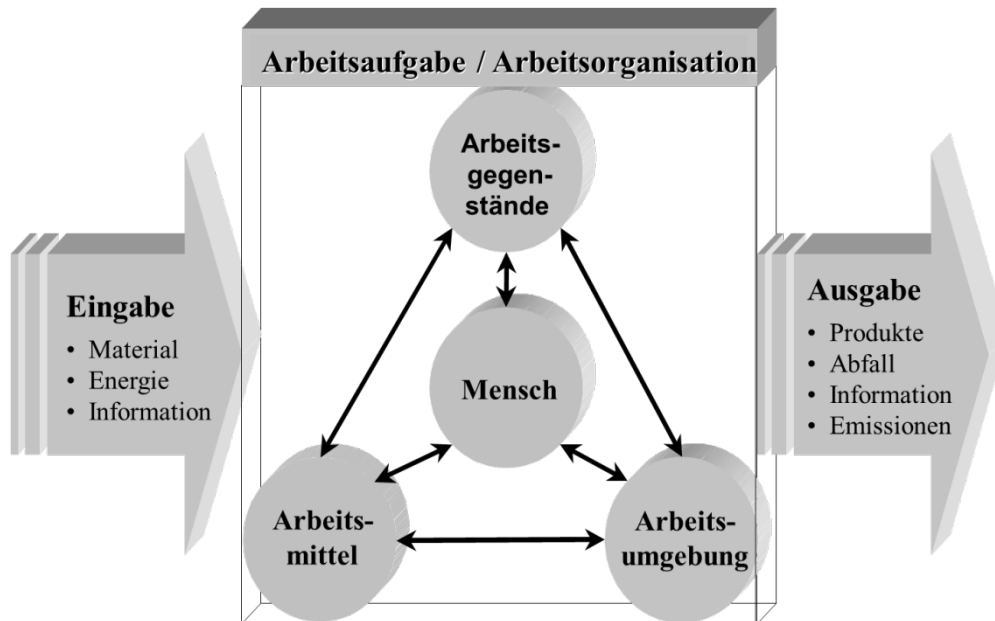 Arbeitsaufgabe / Arbeitsorganisation
Arbeits-
gegen-
stände
Eingabe
• Material
• Energie
• Information
Mensch
Arbeits-
mittel
Arbeits-
umgebung
Ausgabe
• Produkte
• Abfall
• Information
• Emissionen